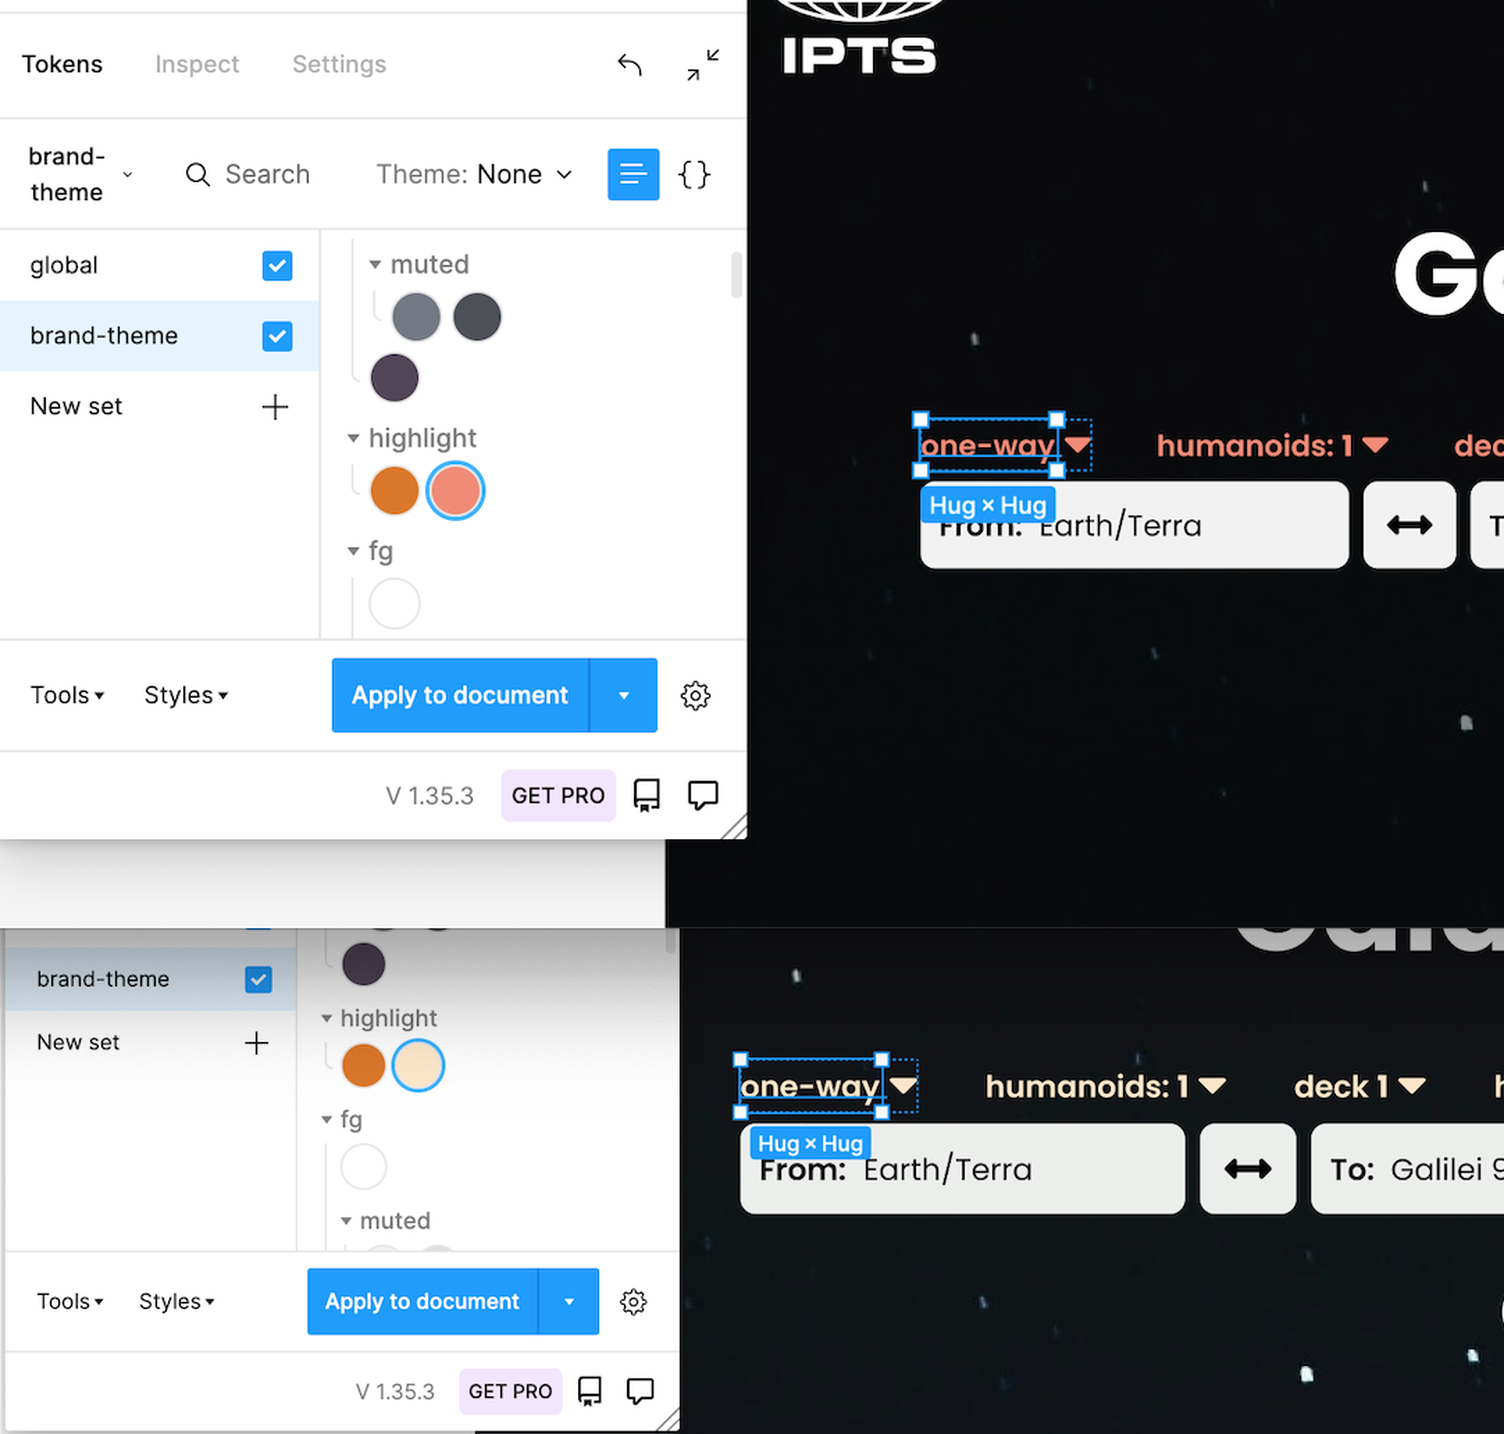 IPTS
Tokens Inspect Settings
brand-
theme
Search
Theme: None
{}
Go
global
muted
brand-theme
New set
highlight
one-way humanoids: 1 dec
Hug × Hug
From: Earth/Terra T
fg
Tools Styles Apply to document
V 1.35.3 GET PRO
brand-theme
highlight
New set
one-way humanoids: 1 deck 1 h
fg
Hug × Hug
From: Earth/Terra To: Galilei 9
muted
Tools Styles Apply to document
V 1.35.3 GET PRO